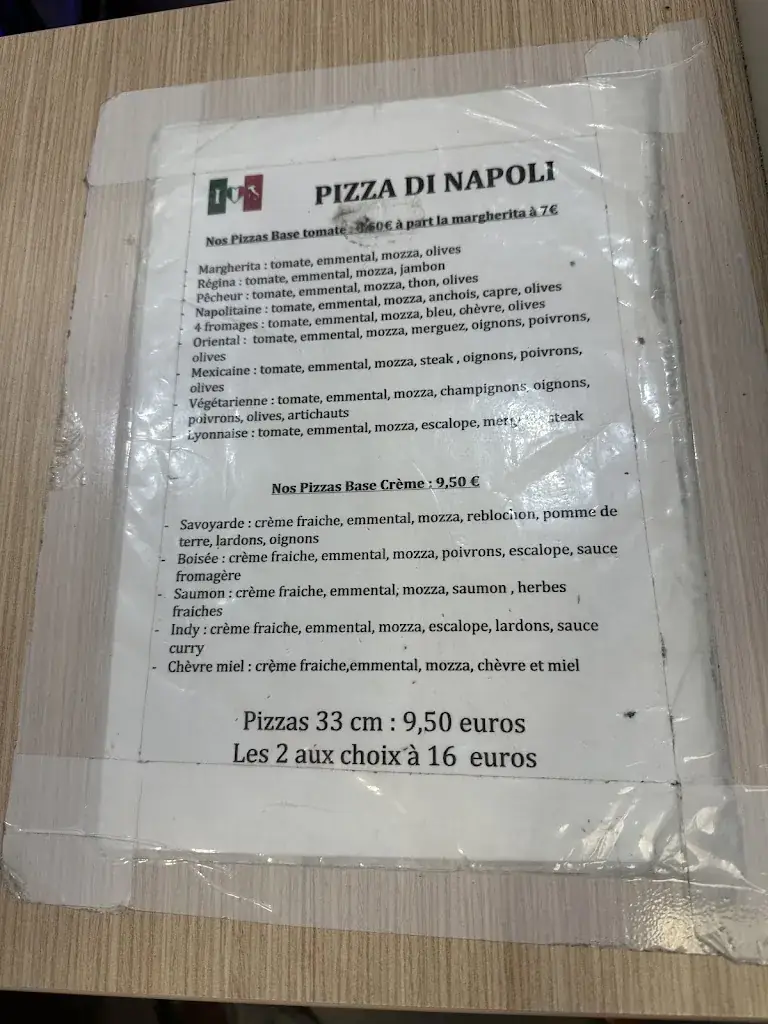 PIZZA DI NAPOLI
Nos Pizzas Base tomate : à part la margherita à 7€
- Margherita : tomate, emmental, mozza, olives
- Régina : tomate, emmental, mozza, jambon
- Pêcheur : tomate, emmental, mozza, thon, olives
- Napolitaine : tomate, emmental, mozza, anchois, capre, olives
- 4 fromages : tomate, emmental, mozza, bleu, chèvre, olives
- Oriental : tomate, emmental, mozza, merguez, oignons, poivrons,
olives
- Mexicaine : tomate, emmental, mozza, steak , oignons, poivrons,
olives
- Végétarienne : tomate, emmental, mozza, champignons, oignons,
poivrons, olives, artichauts
- Lyonnaise : tomate, emmental, mozza, escalope, steak
Nos Pizzas Base Crème : 9,50 €
- Savoyarde : crème fraiche, emmental, mozza, reblochon, pomme de
terre, lardons, oignons
- Boisée : crème fraiche, emmental, mozza, poivrons, escalope, sauce
fromagère
- Saumon : crème fraiche, emmental, mozza, saumon , herbes
fraiches
- Indy : crème fraiche, emmental, mozza, escalope, lardons, sauce
curry
- Chèvre miel : crème fraiche,emmental, mozza, chèvre et miel
Pizzas 33 cm : 9,50 euros
Les 2 aux choix à 16 euros